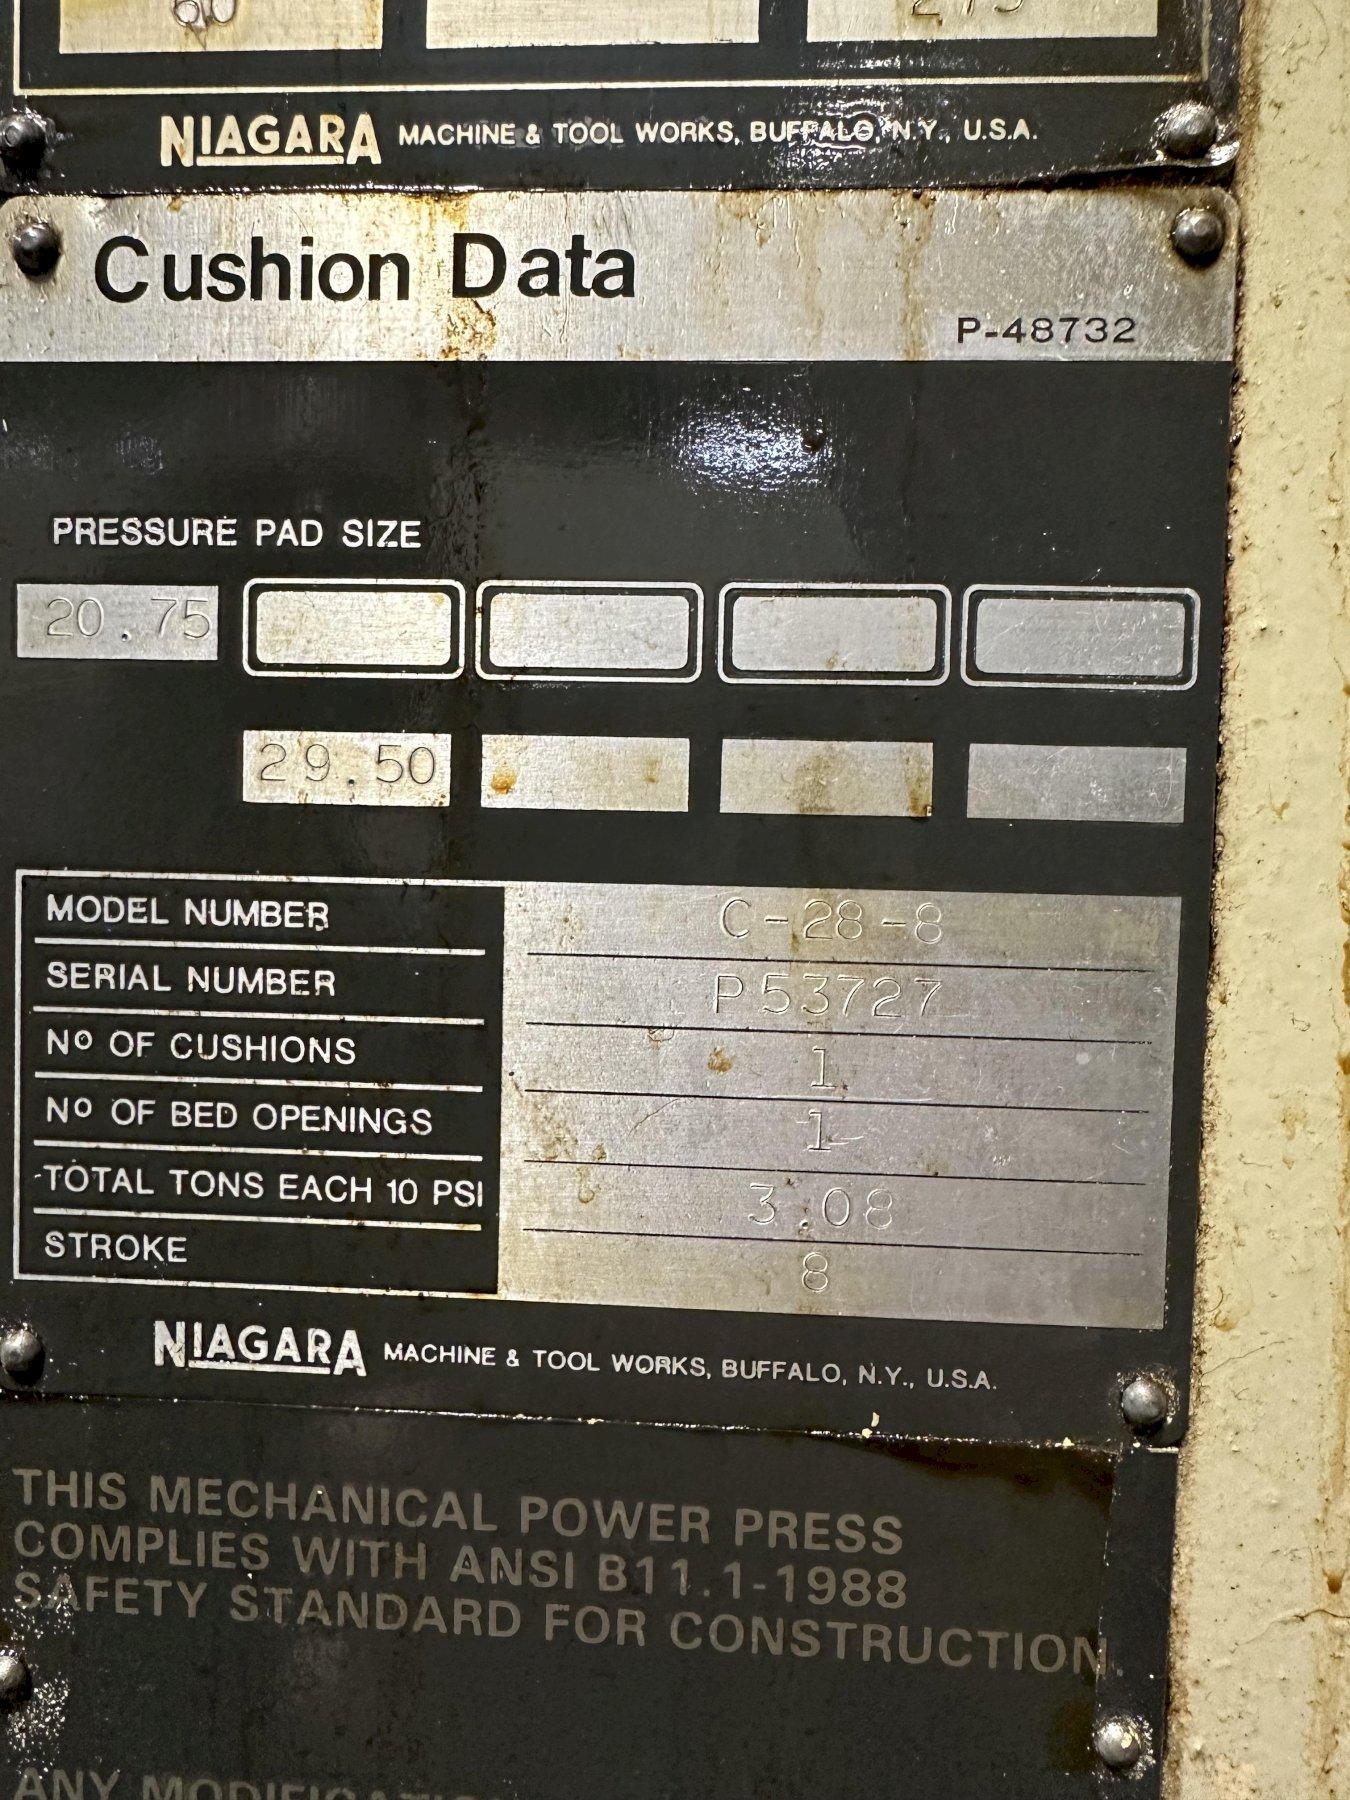 60
275
NIAGARA MACHINE & TOOL WORKS, BUFFALO, N.Y., U.S.A.
Cushion Data
P-48732
PRESSURE PAD SIZE
20.75
29.50
MODEL NUMBER C-28-8
SERIAL NUMBER P53727
Nº OF CUSHIONS 1
Nº OF BED OPENINGS 1
TOTAL TONS EACH 10 PSI 3.08
STROKE 8
NIAGARA MACHINE & TOOL WORKS, BUFFALO, N.Y., U.S.A.
THIS MECHANICAL POWER PRESS
COMPLIES WITH ANSI B11.1-1988
SAFETY STANDARD FOR CONSTRUCTION
ANY